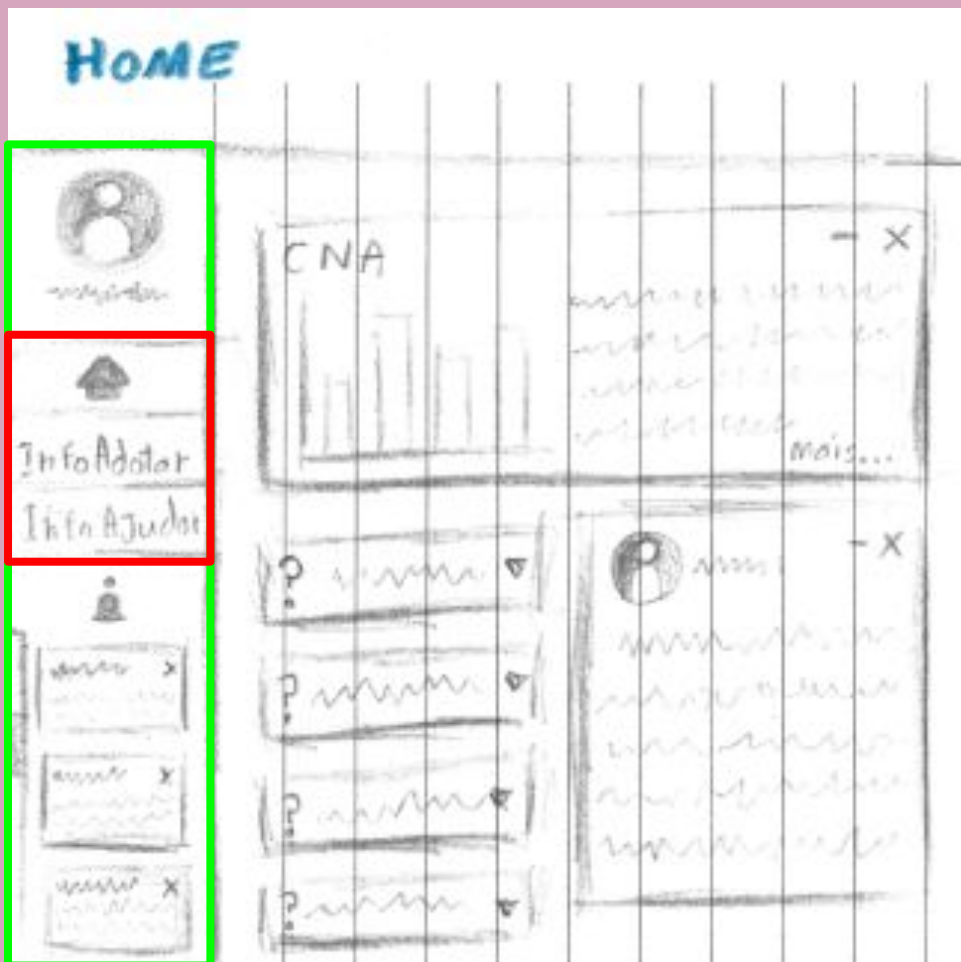 HOME
CNA
- X
mais...
InfoAdotar
InfoAjudar
- X
?
?
?
?
X
X
X